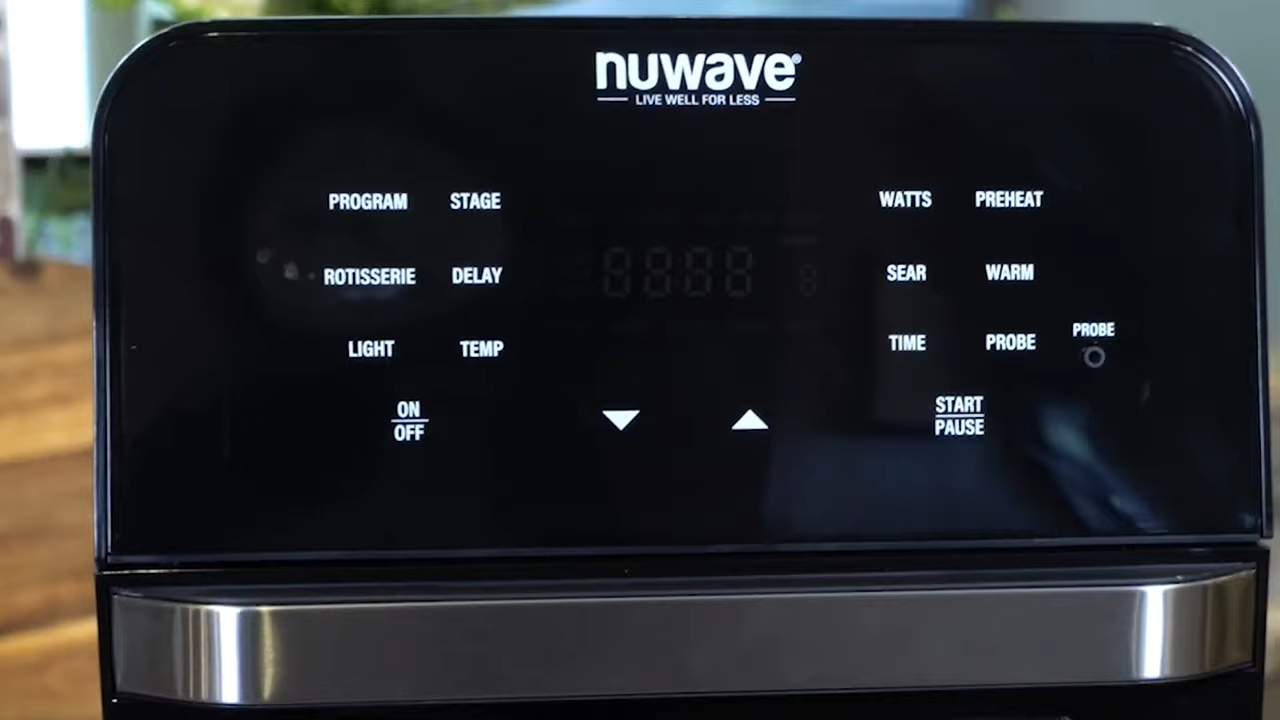 nuwave®
LIVE WELL FOR LESS
PROGRAM STAGE
WATTS PREHEAT
ROTISSERIE DELAY
SEAR WARM
LIGHT TEMP
TIME PROBE PROBE
ON
OFF
START
PAUSE